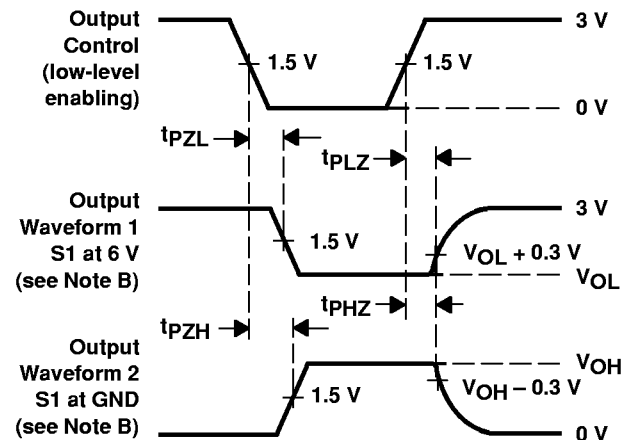 Output
Control
(low-level
enabling)
3 V
1.5 V
1.5 V
0 V
tPZL
tPLZ
Output
Waveform 1
S1 at 6 V
(see Note B)
3 V
1.5 V
VOL + 0.3 V
VOL
tPZH
tPHZ
Output
Waveform 2
S1 at GND
(see Note B)
VOH
1.5 V
VOH – 0.3 V
0 V